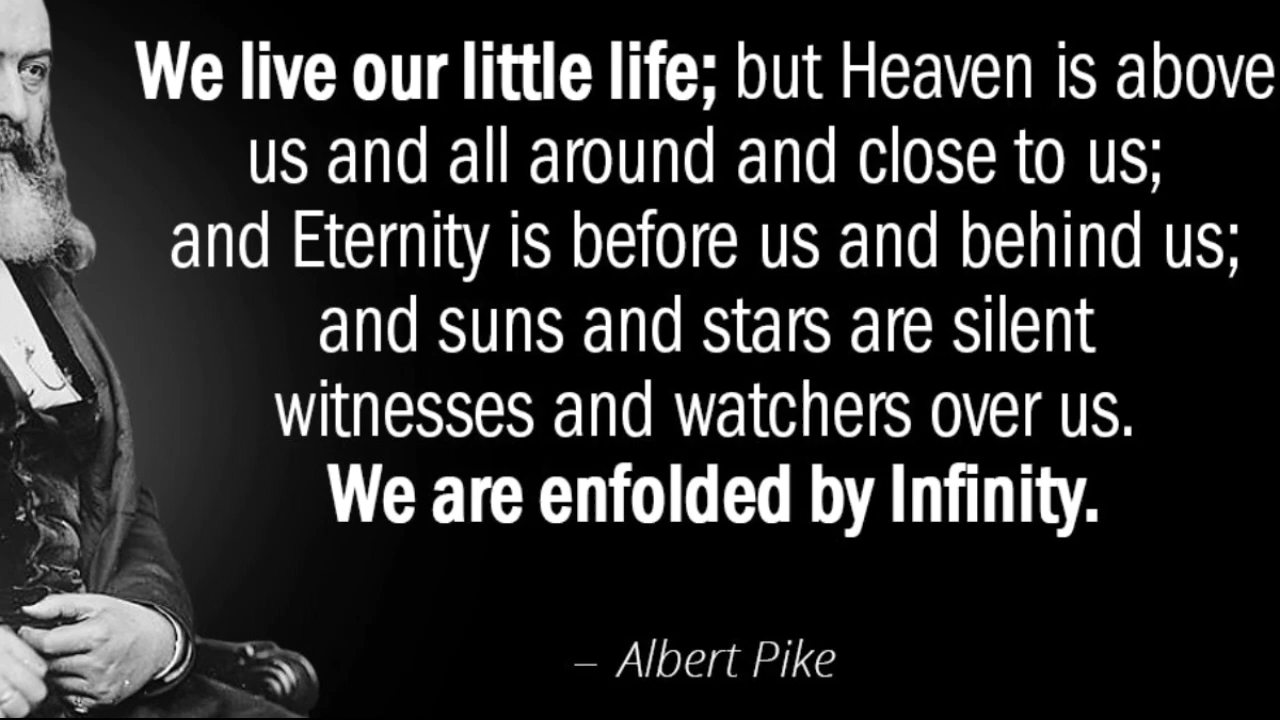 We live our little life; but Heaven is above
us and all around and close to us;
and Eternity is before us and behind us;
and suns and stars are silent
witnesses and watchers over us.
We are enfolded by Infinity.
– Albert Pike